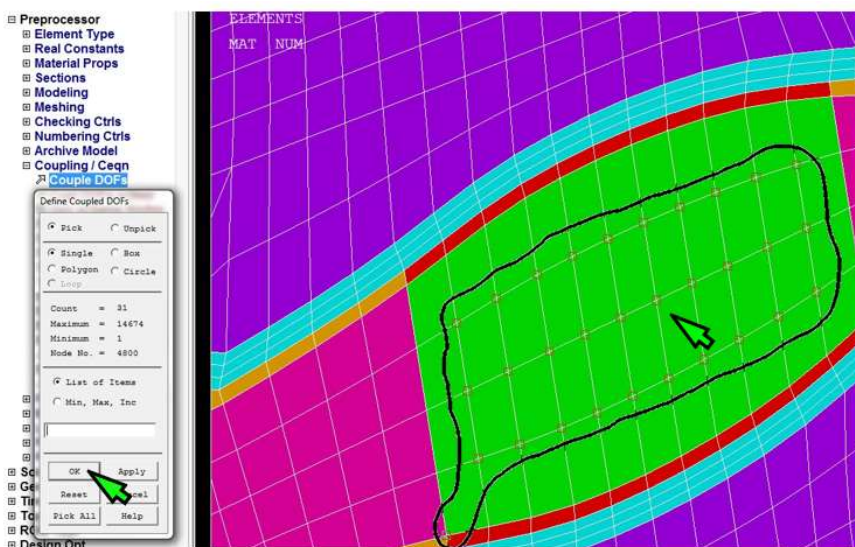 Preprocessor
Element Type
Real Constants
Material Props
Sections
Modeling
Meshing
Checking Ctrls
Numbering Ctrls
Archive Model
Coupling / Ceqn
Couple DOFs
Define Coupled DOFs
Pick Unpick
Single Box
Polygon Circle
Loop
Count = 31
Maximum = 14674
Minimum = 1
Node No. = 4800
List of Items
Min, Max, Inc
OK Apply
Reset
Pick All Help
Design Opt
ELEMENTS
MAT NUM